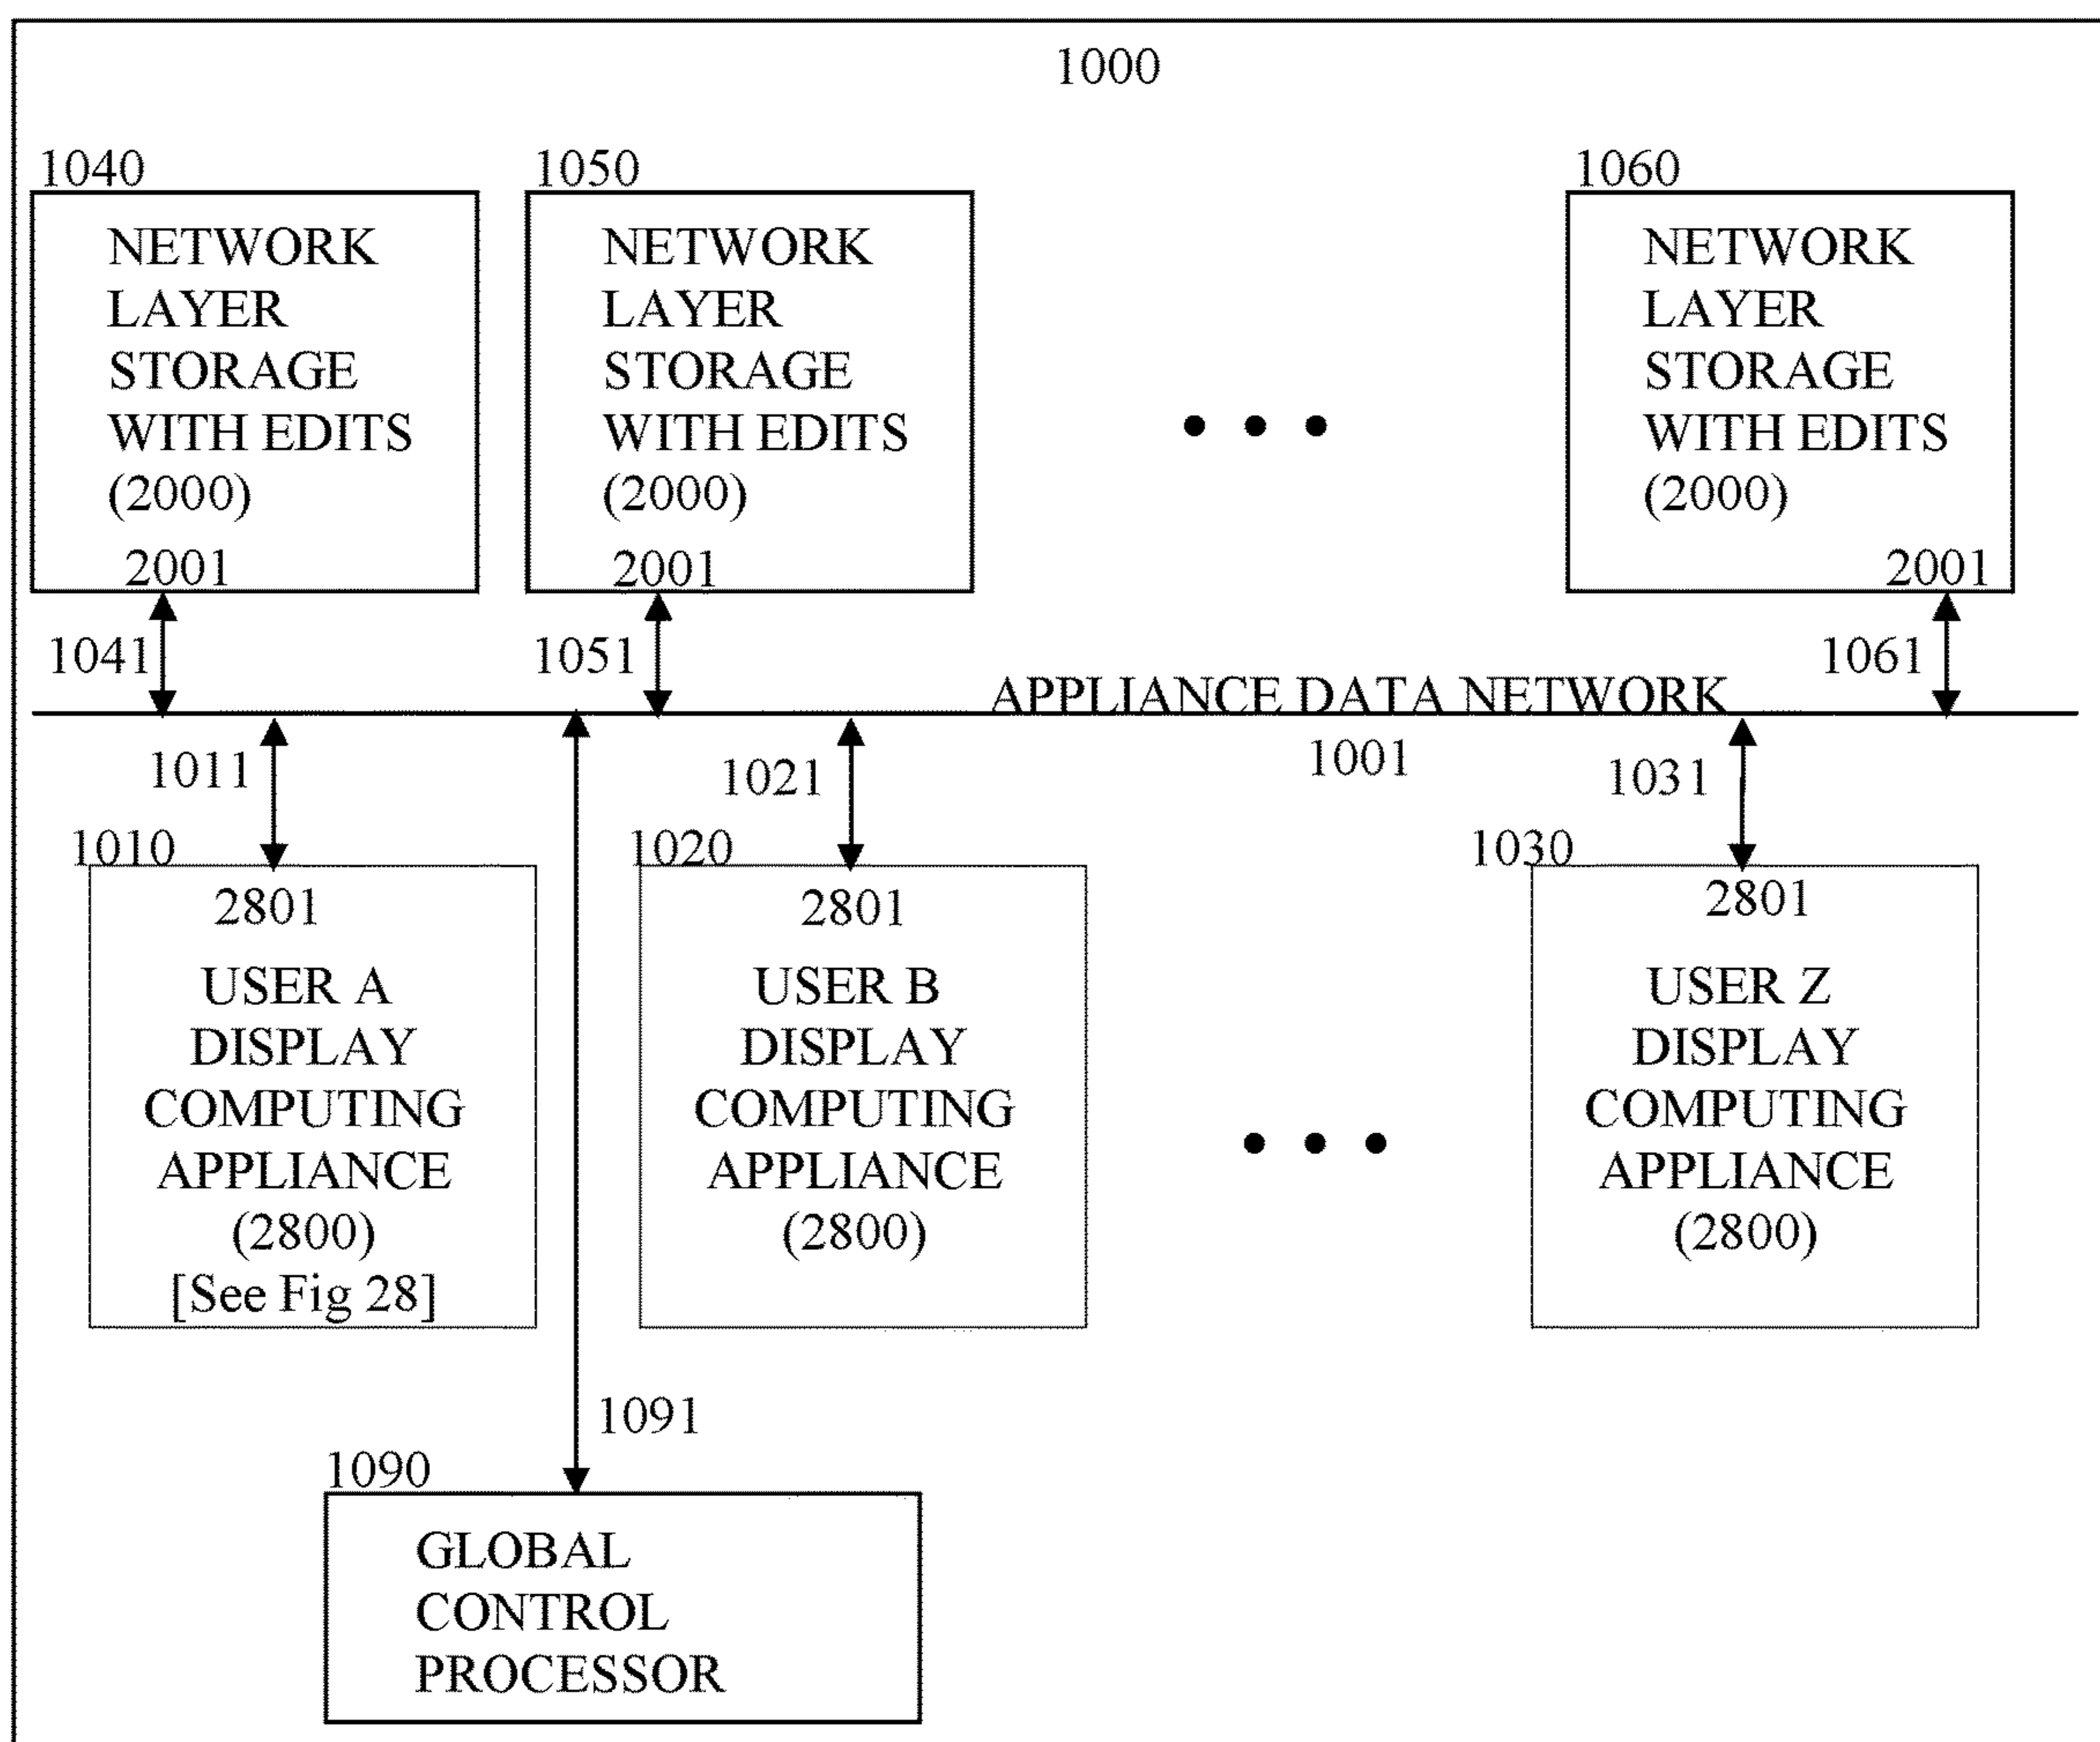 1000
1040
NETWORK
LAYER
STORAGE
WITH EDITS
(2000)
2001
1050
NETWORK
LAYER
STORAGE
WITH EDITS
(2000)
2001
1060
NETWORK
LAYER
STORAGE
WITH EDITS
(2000)
2001
1041
1051
1061
APPLIANCE DATA NETWORK
1001
1011
1021
1031
1010
2801
USER A
DISPLAY
COMPUTING
APPLIANCE
(2800)
[See Fig 28]
1020
2801
USER B
DISPLAY
COMPUTING
APPLIANCE
(2800)
1030
2801
USER Z
DISPLAY
COMPUTING
APPLIANCE
(2800)
1091
1090
GLOBAL
CONTROL
PROCESSOR